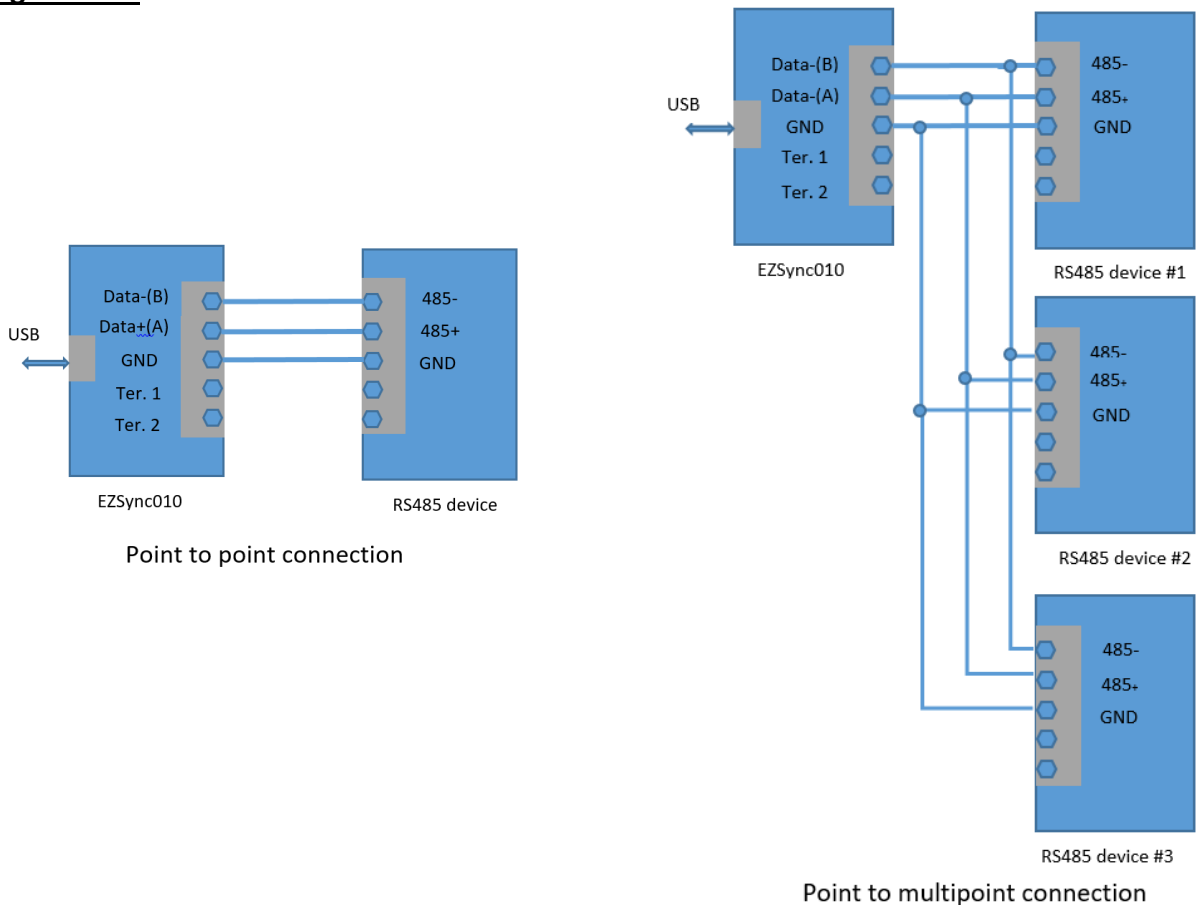 USB
Data-(B)
Data+(A)
GND
Ter. 1
Ter. 2
485-
485+
GND
EZSync010
RS485 device
Point to point connection
USB
Data-(B)
Data-(A)
GND
Ter. 1
Ter. 2
EZSync010
485-
485+
GND
RS485 device #1
485-
485+
GND
RS485 device #2
485-
485+
GND
RS485 device #3
Point to multipoint connection